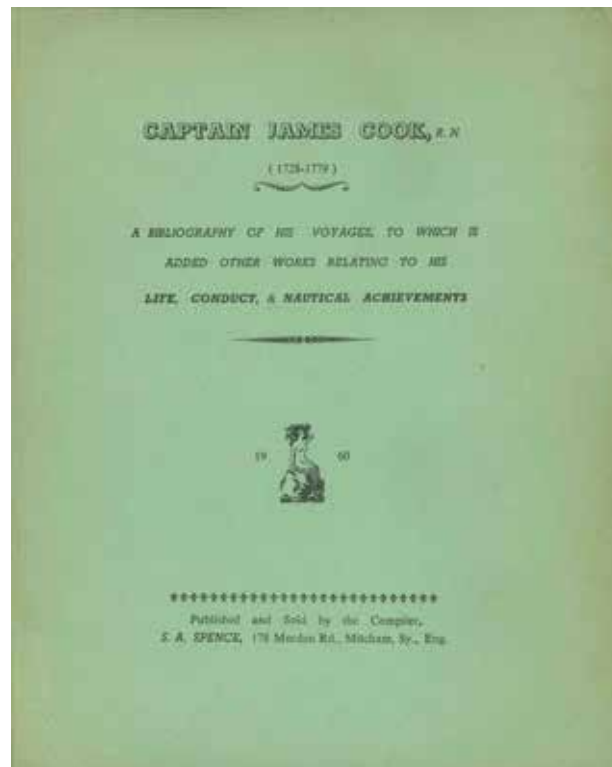 CAPTAIN JAMES COOK, R. N
( 1728-1779 )
A BIBLIOGRAPHY OF HIS VOYAGES, TO WHICH IS
ADDED OTHER WORKS RELATING TO HIS
LIFE, CONDUCT, & NAUTICAL ACHIEVEMENTS
19 60
Published and Sold by the Compiler,
S. A. SPENCE, 178 Morden Rd., Mitcham, Sy., Eng.